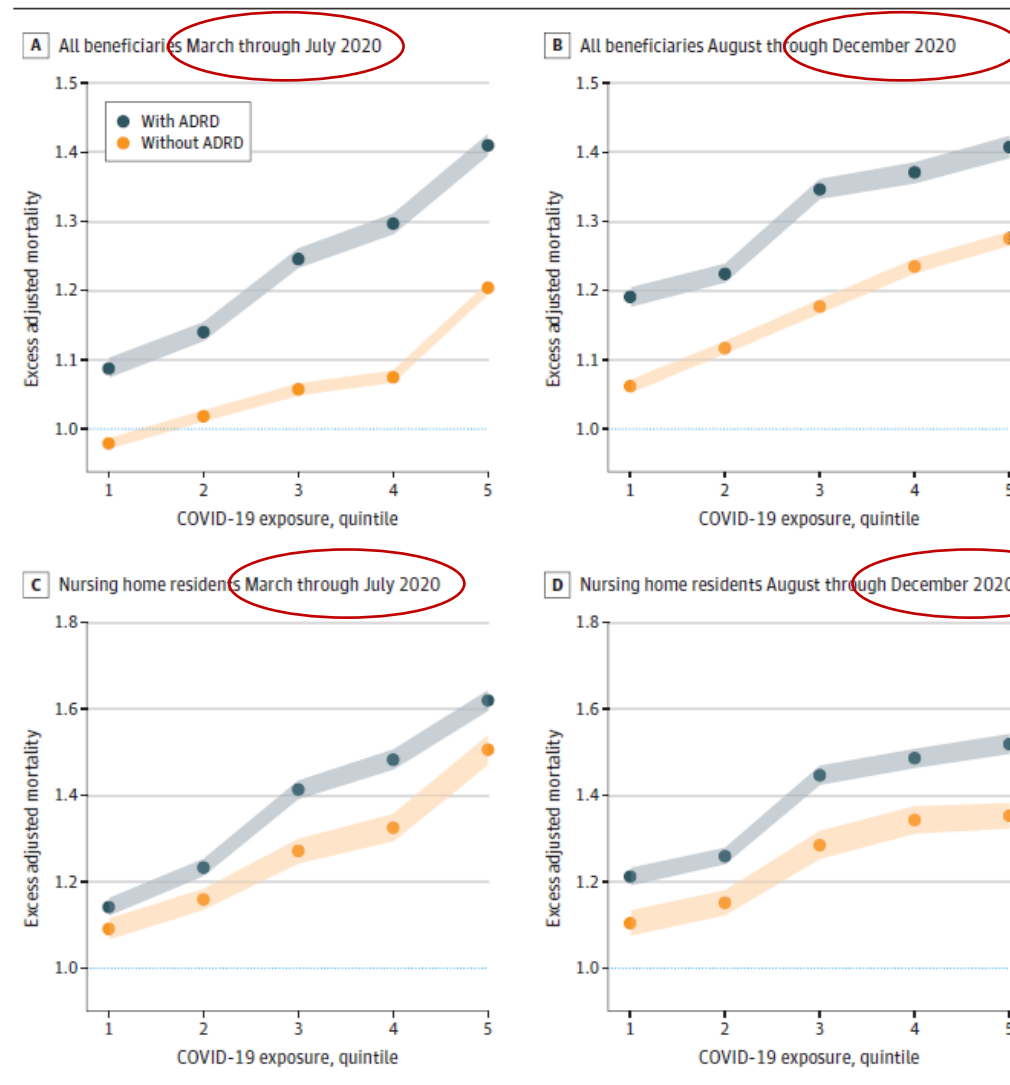 A All beneficiaries March through July 2020
1.5
1.4
1.3
1.2
1.1
1.0
Excess adjusted mortality
With ADRD
Without ADRD
1 2 3 4 5
COVID-19 exposure, quintile
B All beneficiaries August through December 2020
1.5
1.4
1.3
1.2
1.1
1.0
Excess adjusted mortality
1 2 3 4 5
COVID-19 exposure, quintile
C Nursing home residents March through July 2020
1.8
1.6
1.4
1.2
1.0
Excess adjusted mortality
1 2 3 4 5
COVID-19 exposure, quintile
D Nursing home residents August through December 2020
1.8
1.6
1.4
1.2
1.0
Excess adjusted mortality
1 2 3 4 5
COVID-19 exposure, quintile